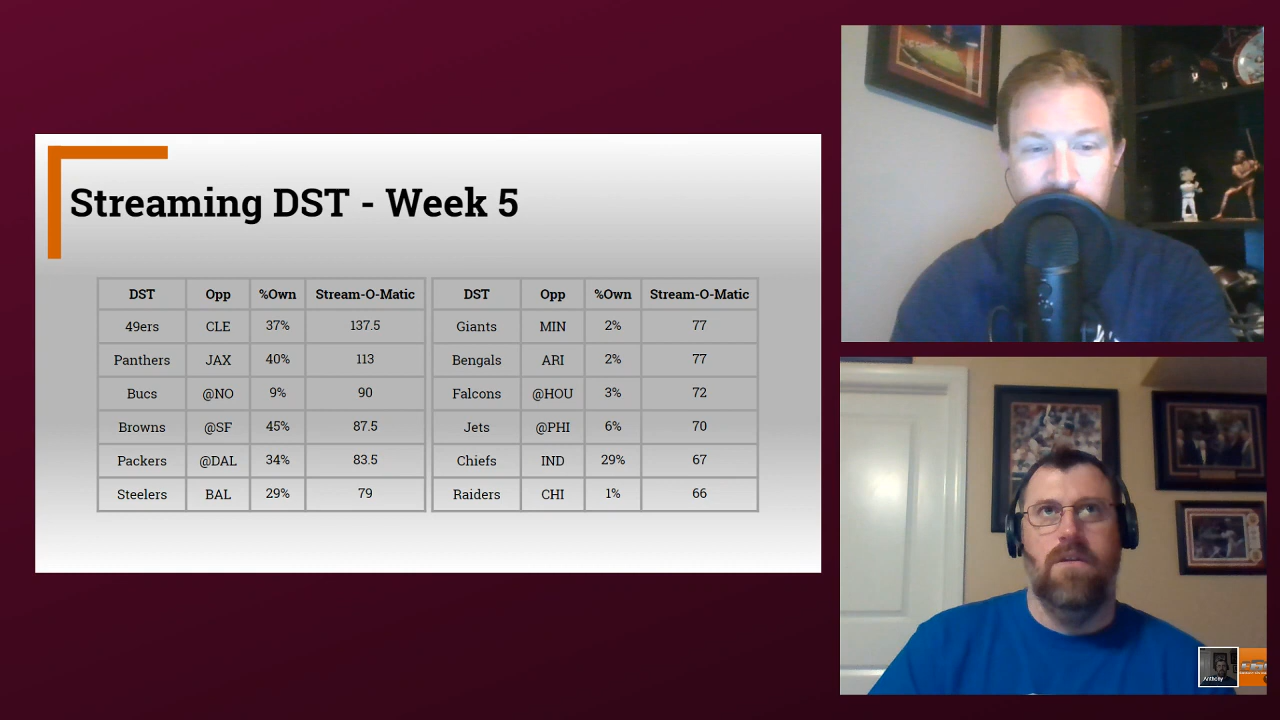 Streaming DST - Week 5
DST Opp %Own Stream-O-Matic DST Opp %Own Stream-O-Matic
49ers CLE 37% 137.5 Giants MIN 2% 77
Panthers JAX 40% 113 Bengals ARI 2% 77
Bucs @NO 9% 90 Falcons @HOU 3% 72
Browns @SF 45% 87.5 Jets @PHI 6% 70
Packers @DAL 34% 83.5 Chiefs IND 29% 67
Steelers BAL 29% 79 Raiders CHI 1% 66
Anthony